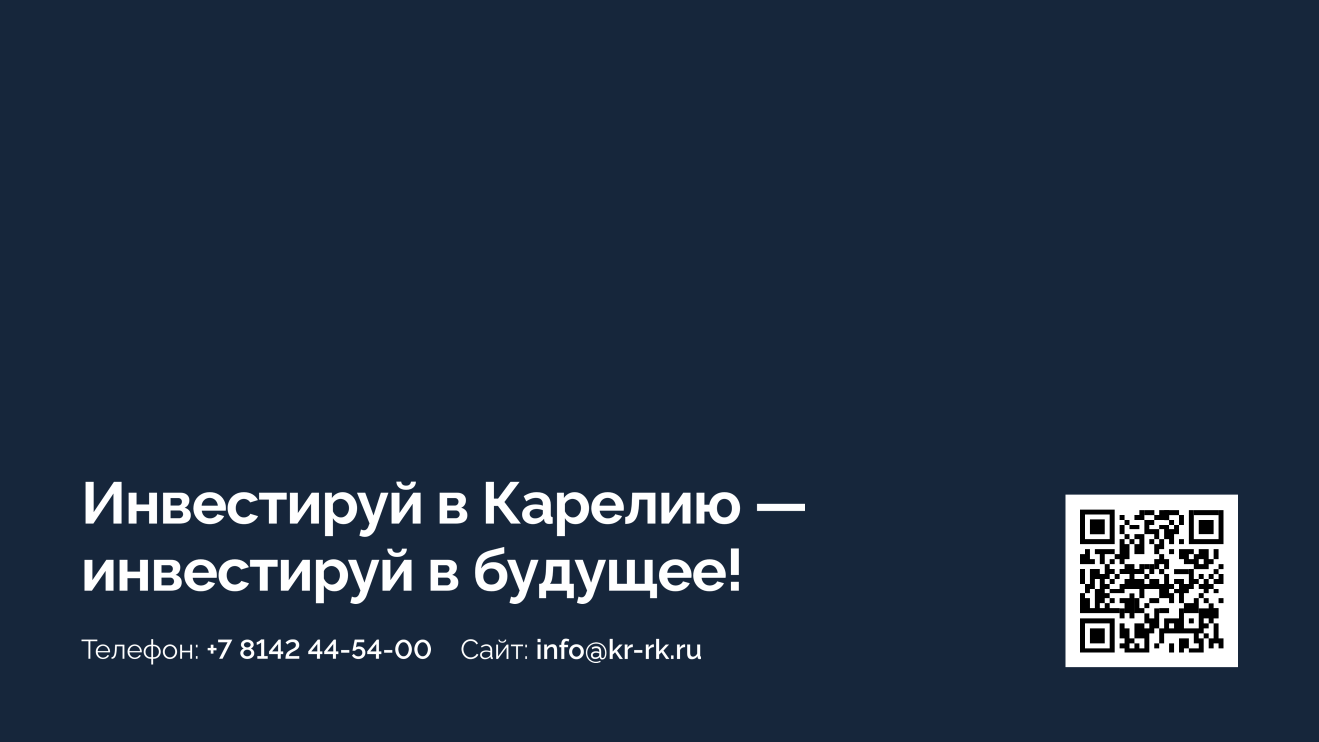 Инвестируй в Карелию —
инвестируй в будущее!
Телефон: +7 8142 44-54-00 Сайт: info@kr-rk.ru